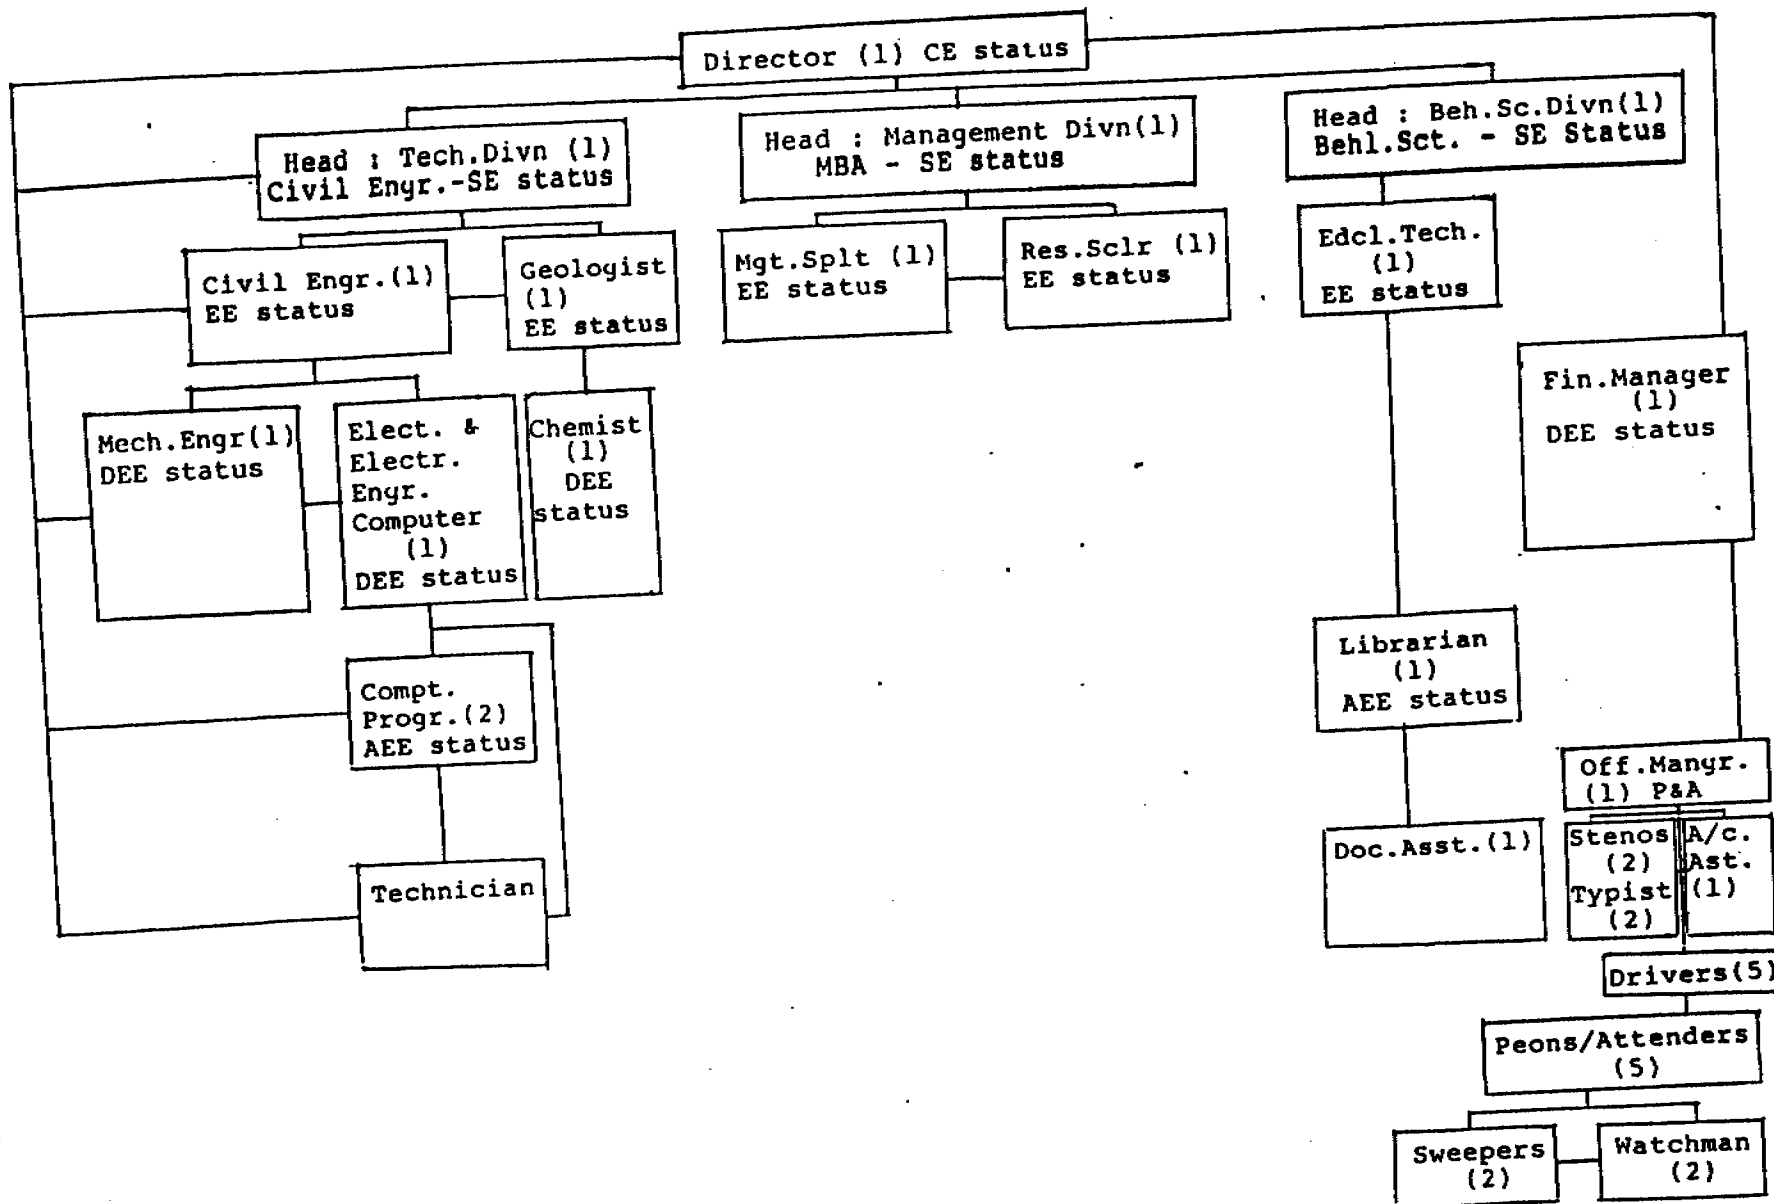 Director (1) CE status
Head : Tech.Divn (1)
Civil Engr.-SE status
Head : Management Divn(1)
MBA - SE status
Head : Beh.Sc.Divn(1)
Behl.Sct. - SE Status
Civil Engr.(1)
EE status
Geologist
(1)
EE status
Mgt.Splt (1)
EE status
Res.Sclr (1)
EE status
Edcl.Tech.
(1)
EE status
Mech.Engr(1)
DEE status
Elect. &
Electr.
Engr.
Computer
(1)
DEE status
Chemist
(1)
DEE
status
Fin.Manager
(1)
DEE status
Compt.
Progr.(2)
AEE status
Librarian
(1)
AEE status
Technician
Doc.Asst.(1)
Off.Mangr.
(1) P&A
Stenos
(2)
Typist
(2)
A/c.
Ast.
(1)
Drivers(5)
Peons/Attenders
(5)
Sweepers
(2)
Watchman
(2)